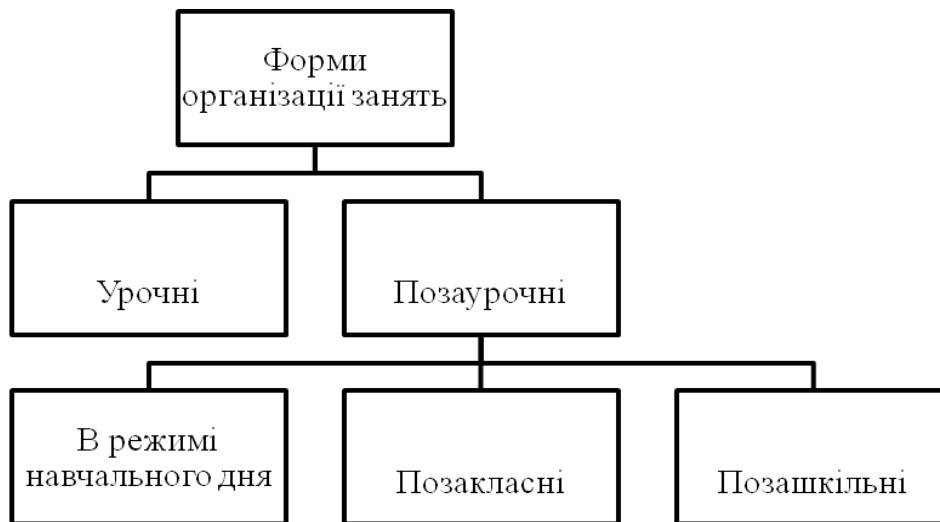 Форми
організації занять
Урочні
Позаурочні
В режимі
навчального дня
Позакласні
Позашкільні